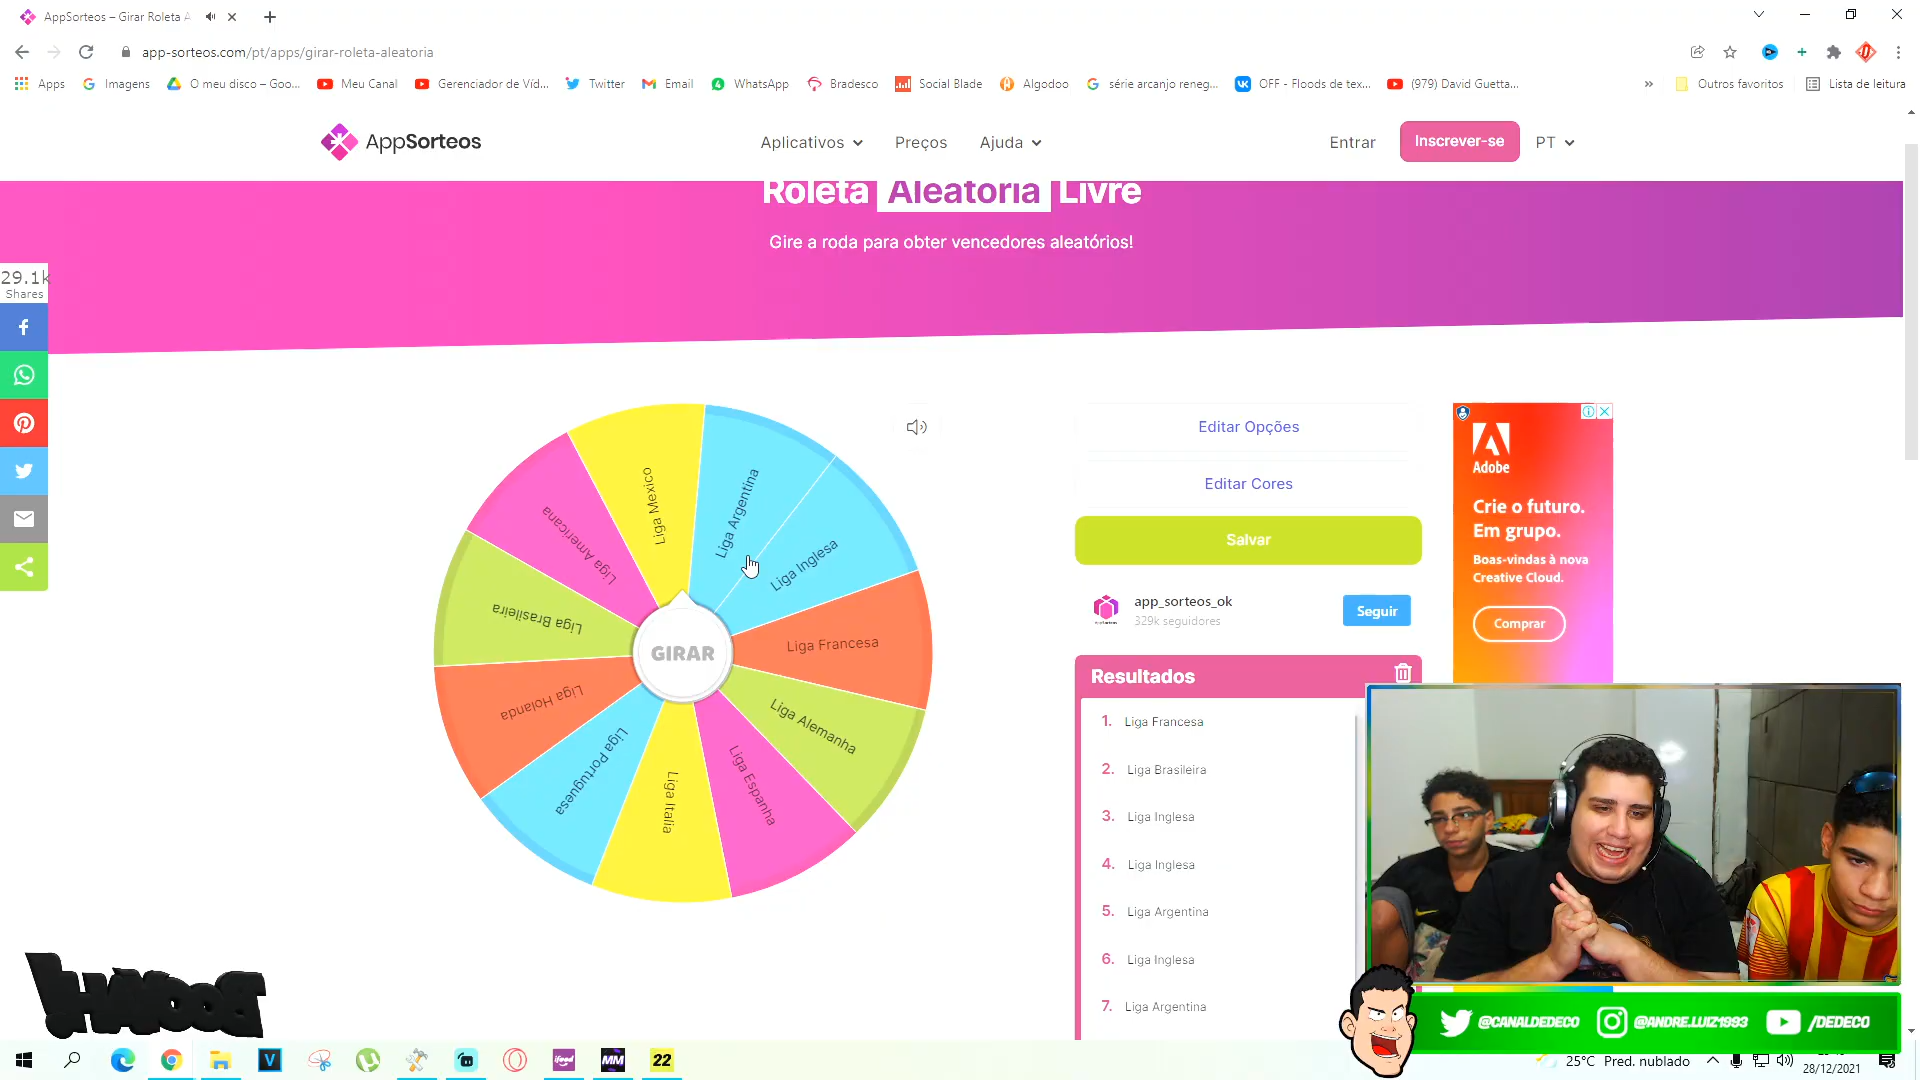 AppSorteos – Girar Roleta A
app-sorteos.com/pt/apps/girar-roleta-aleatoria
Apps
Imagens
O meu disco – Goo...
Meu Canal
Gerenciador de Víd...
Twitter
Email
WhatsApp
Bradesco
Social Blade
Algodoo
série arcanjo reneg...
OFF - Floods de tex...
(979) David Guetta...
»
Outros favoritos
Lista de leitura
AppSorteos
Aplicativos
Preços
Ajuda
Entrar
Inscrever-se
PT
Roleta Aleatoria Livre
Gire a roda para obter vencedores aleatórios!
29.1k
Shares
Liga Mexico
Liga Argentina
Liga Inglesa
Liga Francesa
Liga Alemanha
Liga Espanha
Liga Italia
Liga Portuguesa
Liga Holanda
Liga Brasileira
Liga Americana
GIRAR
Editar Opções
Editar Cores
Salvar
app_sorteos_ok
329k seguidores
Seguir
Resultados
1. Liga Francesa
2. Liga Brasileira
3. Liga Inglesa
4. Liga Inglesa
5. Liga Argentina
6. Liga Inglesa
7. Liga Argentina
Adobe
Crie o futuro.
Em grupo.
Boas-vindas à nova
Creative Cloud.
Comprar
@CANALDEDECO
@ANDRE.LUIZ1993
/DEDECO
V
ifood
MM
22
25°C Pred. nublado
28/12/2021